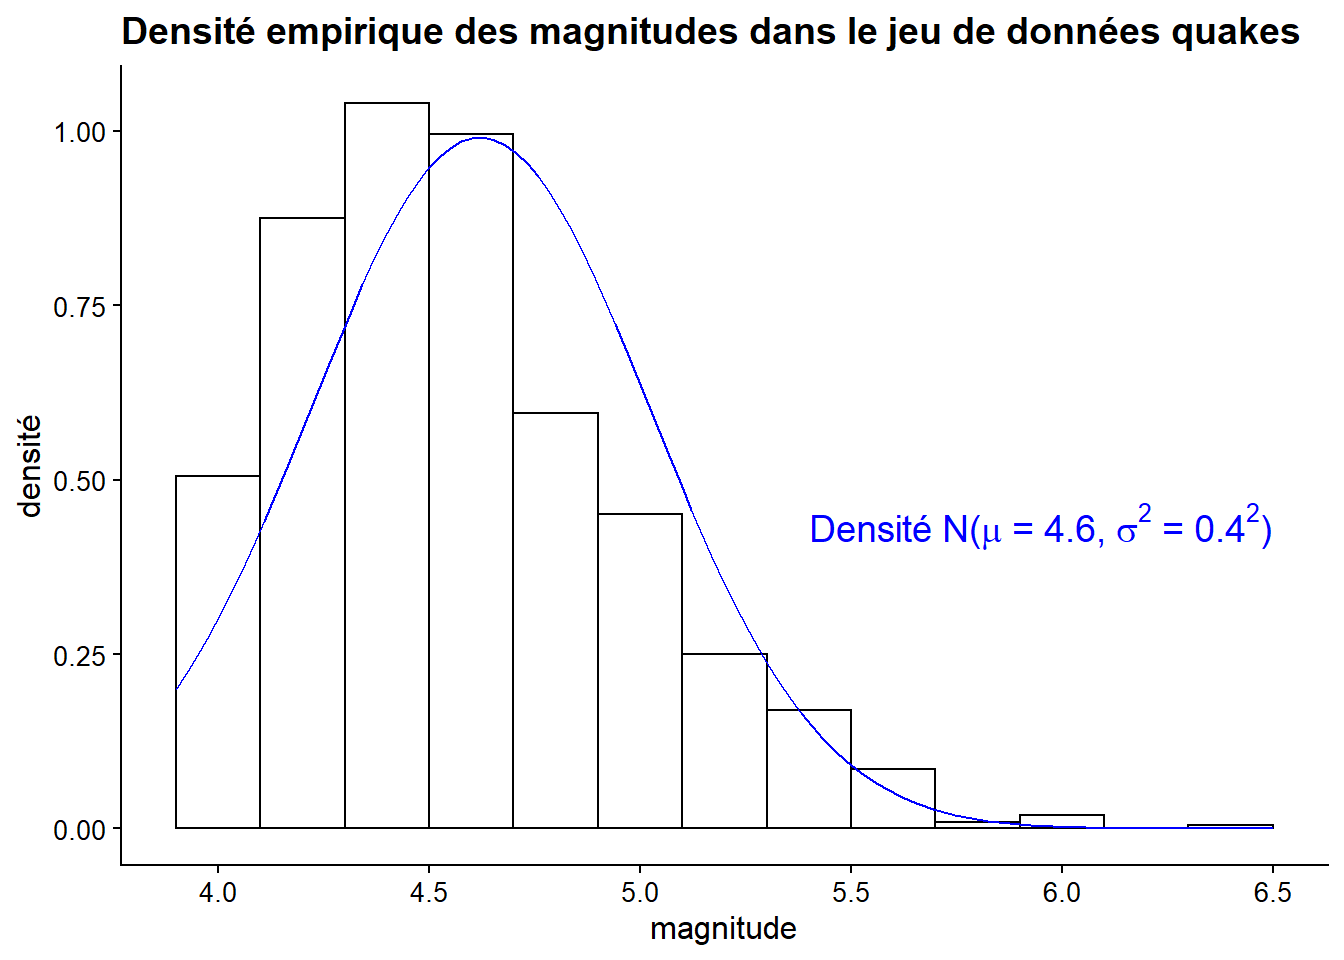 Densité empirique des magnitudes dans le jeu de données quakes
1.00
0.75
0.50
0.25
0.00
densité
Densité N(μ = 4.6, σ² = 0.4²)
4.0 4.5 5.0 5.5 6.0 6.5
magnitude